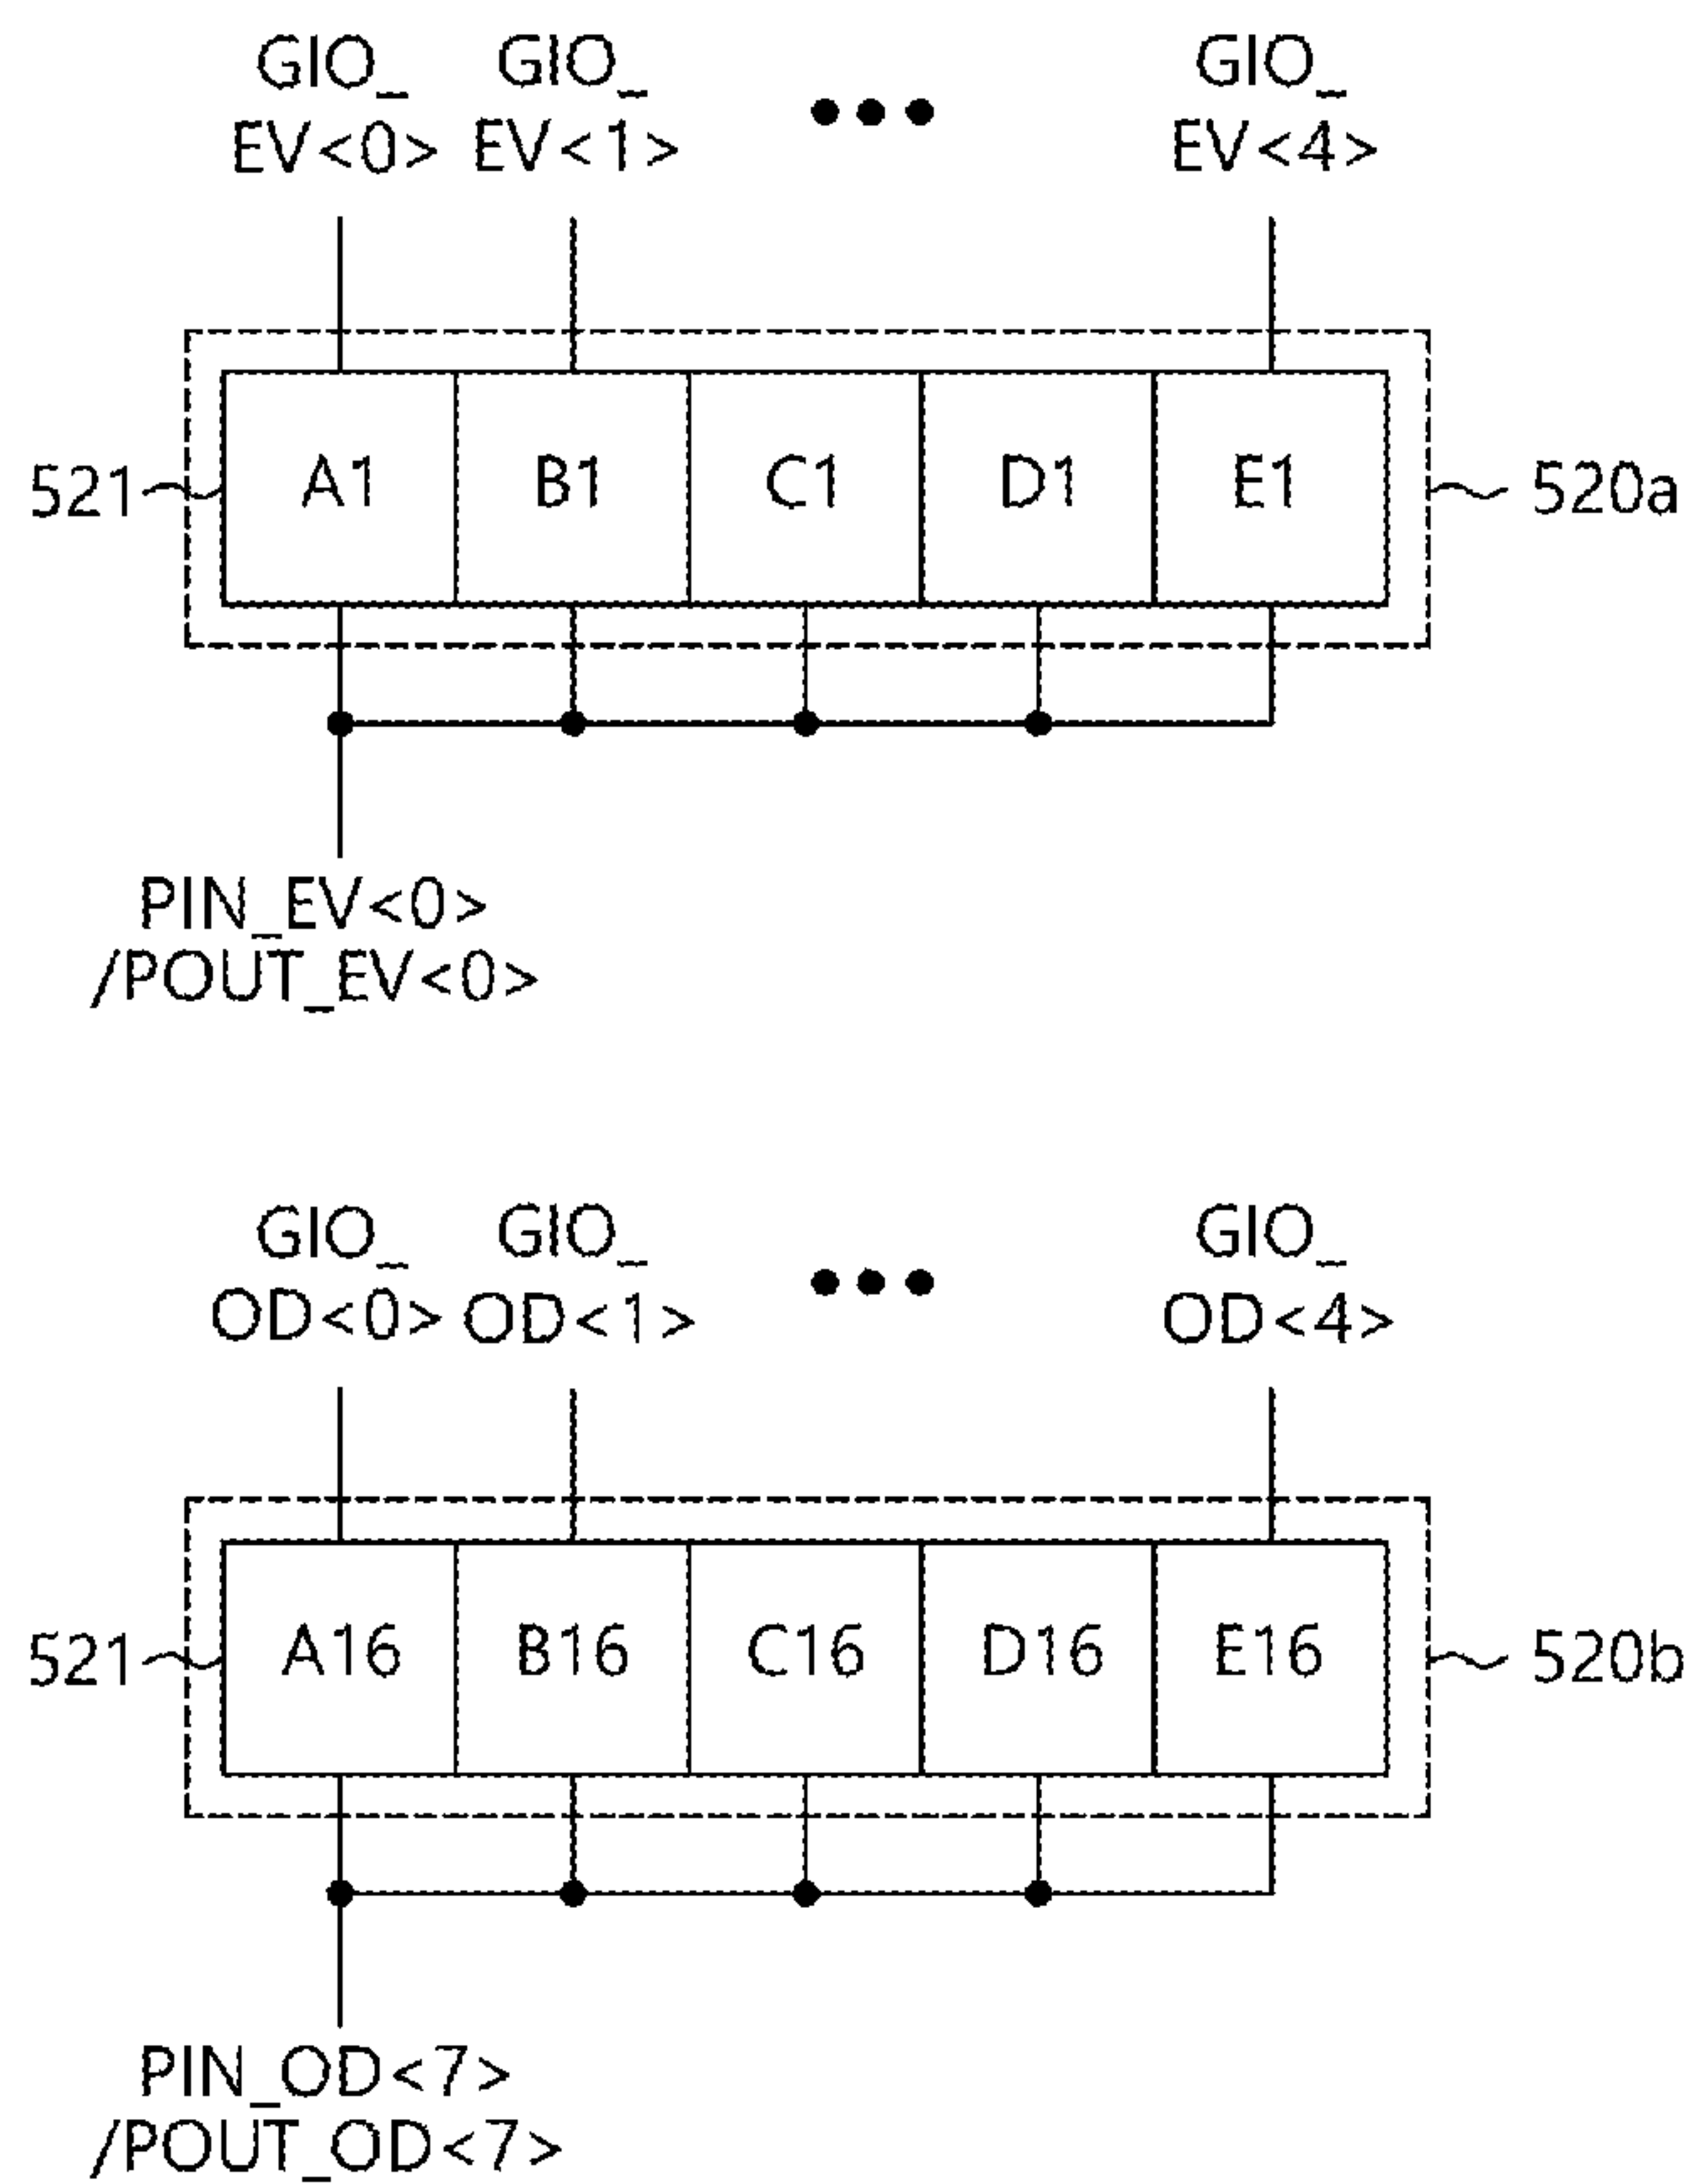 GIO_ GIO_ ••• GIO_
EV<0> EV<1> EV<4>
521 A1 B1 C1 D1 E1 520a
PIN_EV<0>
/POUT_EV<0>
GIO_ GIO_ ••• GIO_
OD<0> OD<1> OD<4>
521 A16 B16 C16 D16 E16 520b
PIN_OD<7>
/POUT_OD<7>